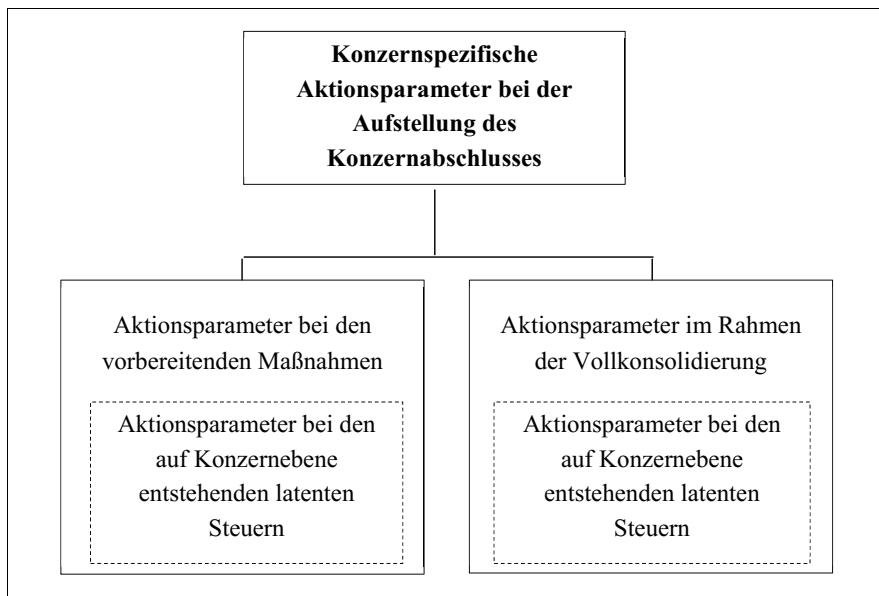 Konzernspezifische
Aktionsparameter bei der
Aufstellung des
Konzernabschlusses
Aktionsparameter bei den
vorbereitenden Maßnahmen
Aktionsparameter bei den
auf Konzernebene
entstehenden latenten
Steuern
Aktionsparameter im Rahmen
der Vollkonsolidierung
Aktionsparameter bei den
auf Konzernebene
entstehenden latenten
Steuern